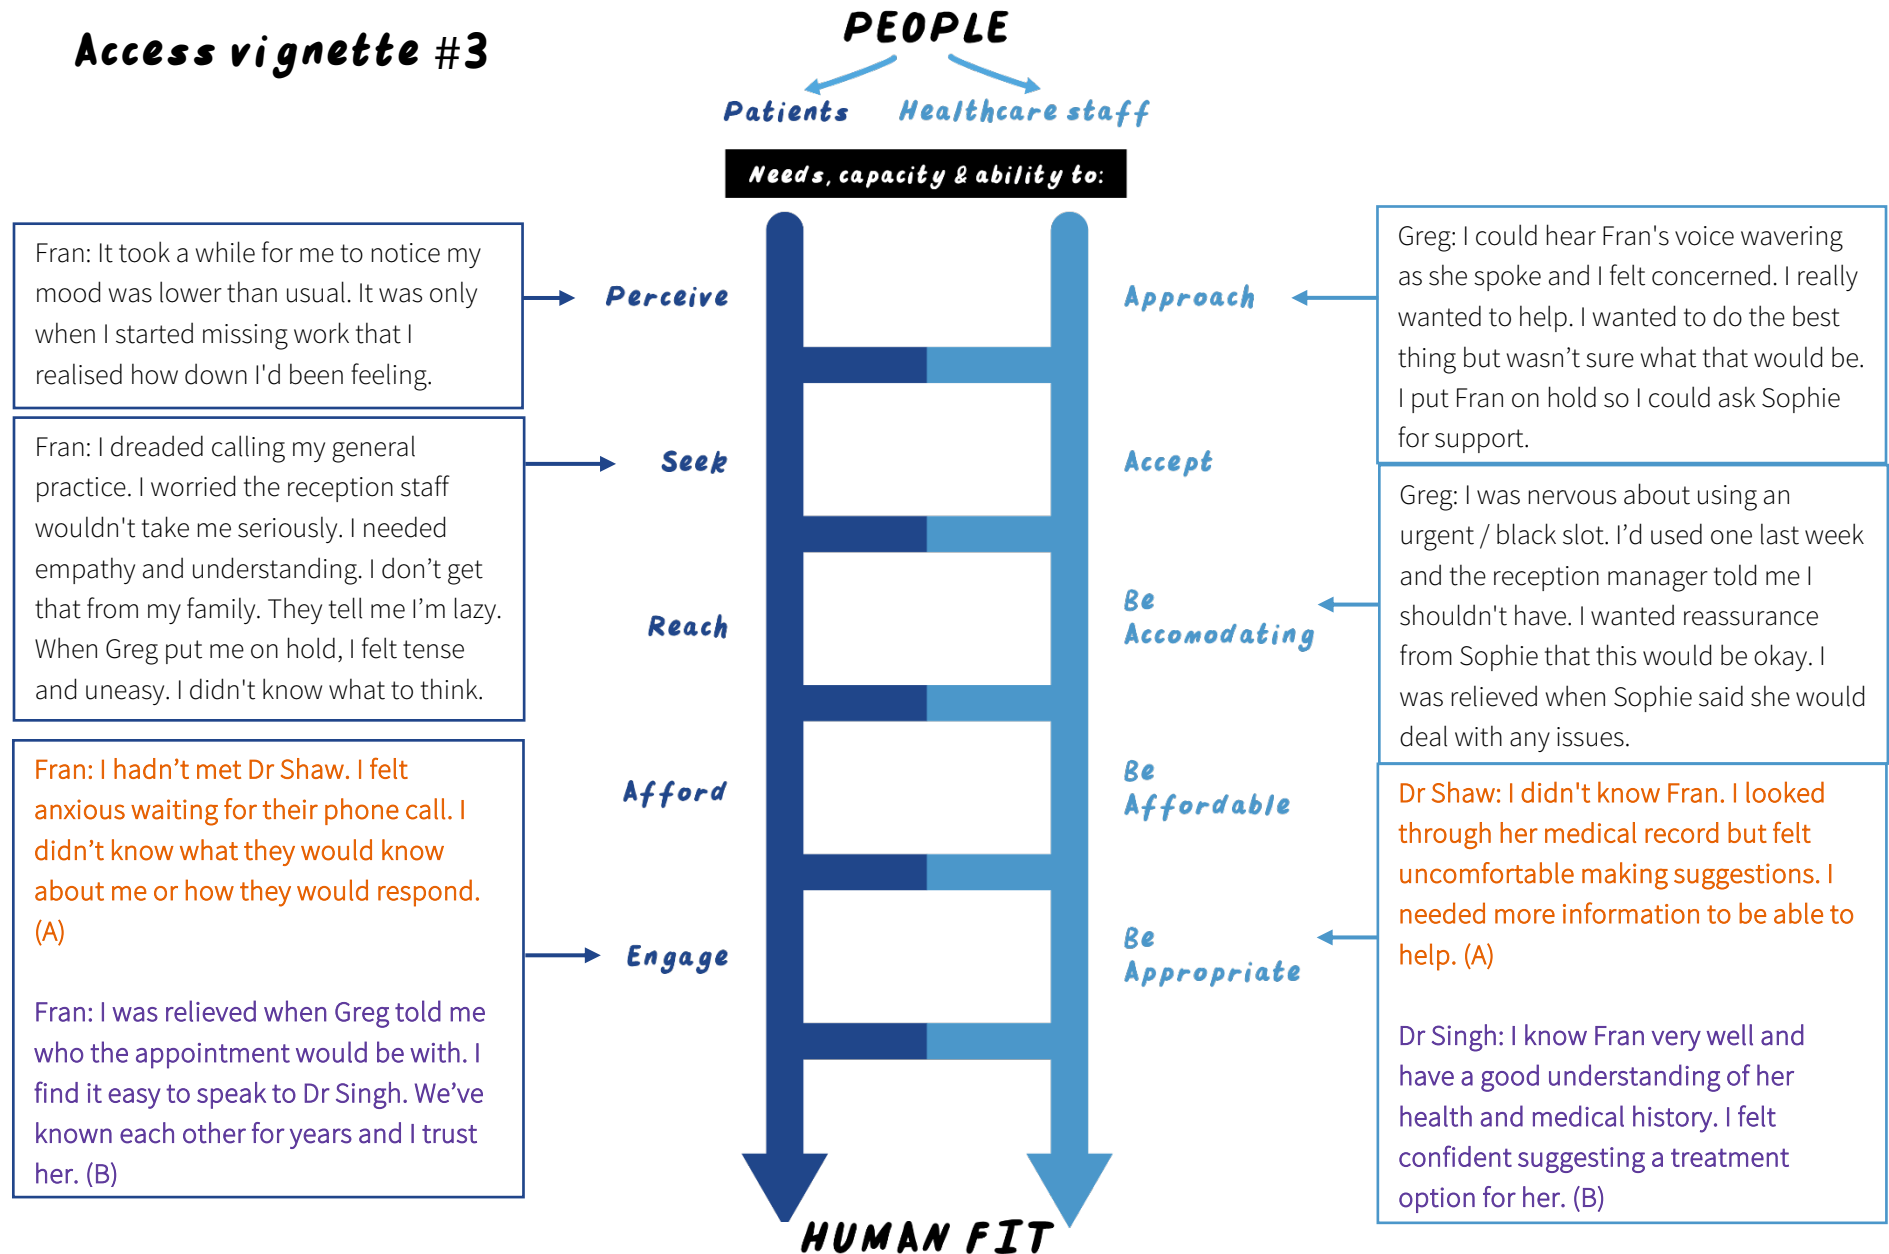 Access vignette #3
PEOPLE
Patients
Healthcare staff
Needs, capacity & ability to:
Fran: It took a while for me to notice my
mood was lower than usual. It was only
when I started missing work that I
realised how down I'd been feeling.
Fran: I dreaded calling my general
practice. I worried the reception staff
wouldn't take me seriously. I needed
empathy and understanding. I don’t get
that from my family. They tell me I’m lazy.
When Greg put me on hold, I felt tense
and uneasy. I didn't know what to think.
Fran: I hadn’t met Dr Shaw. I felt
anxious waiting for their phone call. I
didn’t know what they would know
about me or how they would respond.
(A)
Fran: I was relieved when Greg told me
who the appointment would be with. I
find it easy to speak to Dr Singh. We’ve
known each other for years and I trust
her. (B)
Perceive
Seek
Reach
Afford
Engage
Approach
Accept
Be
Accomodating
Be
Affordable
Be
Appropriate
Greg: I could hear Fran's voice wavering
as she spoke and I felt concerned. I really
wanted to help. I wanted to do the best
thing but wasn’t sure what that would be.
I put Fran on hold so I could ask Sophie
for support.
Greg: I was nervous about using an
urgent / black slot. I’d used one last week
and the reception manager told me I
shouldn't have. I wanted reassurance
from Sophie that this would be okay. I
was relieved when Sophie said she would
deal with any issues.
Dr Shaw: I didn't know Fran. I looked
through her medical record but felt
uncomfortable making suggestions. I
needed more information to be able to
help. (A)
Dr Singh: I know Fran very well and
have a good understanding of her
health and medical history. I felt
confident suggesting a treatment
option for her. (B)
HUMAN FIT